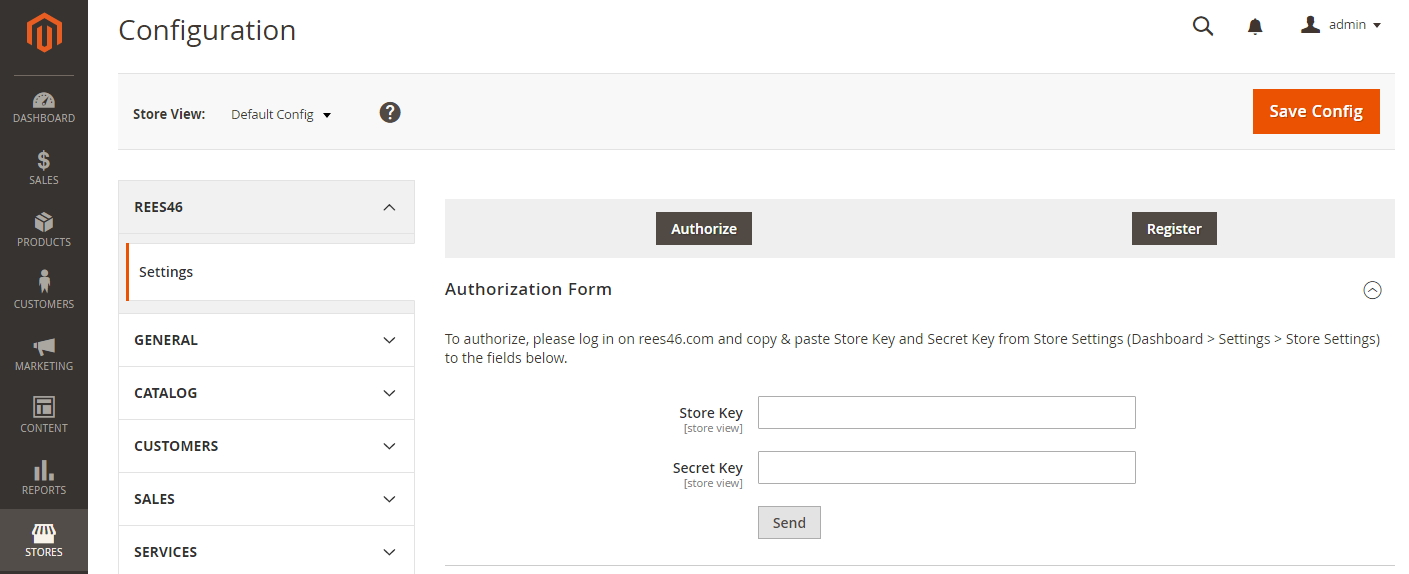 Configuration
admin
Store View: Default Config ?
Save Config
DASHBOARD
SALES
PRODUCTS
CUSTOMERS
MARKETING
CONTENT
REPORTS
STORES
REES46
Settings
GENERAL
CATALOG
CUSTOMERS
SALES
SERVICES
Authorize Register
Authorization Form
To authorize, please log in on rees46.com and copy & paste Store Key and Secret Key from Store Settings (Dashboard > Settings > Store Settings)
to the fields below.
Store Key
[store view]
Secret Key
[store view]
Send